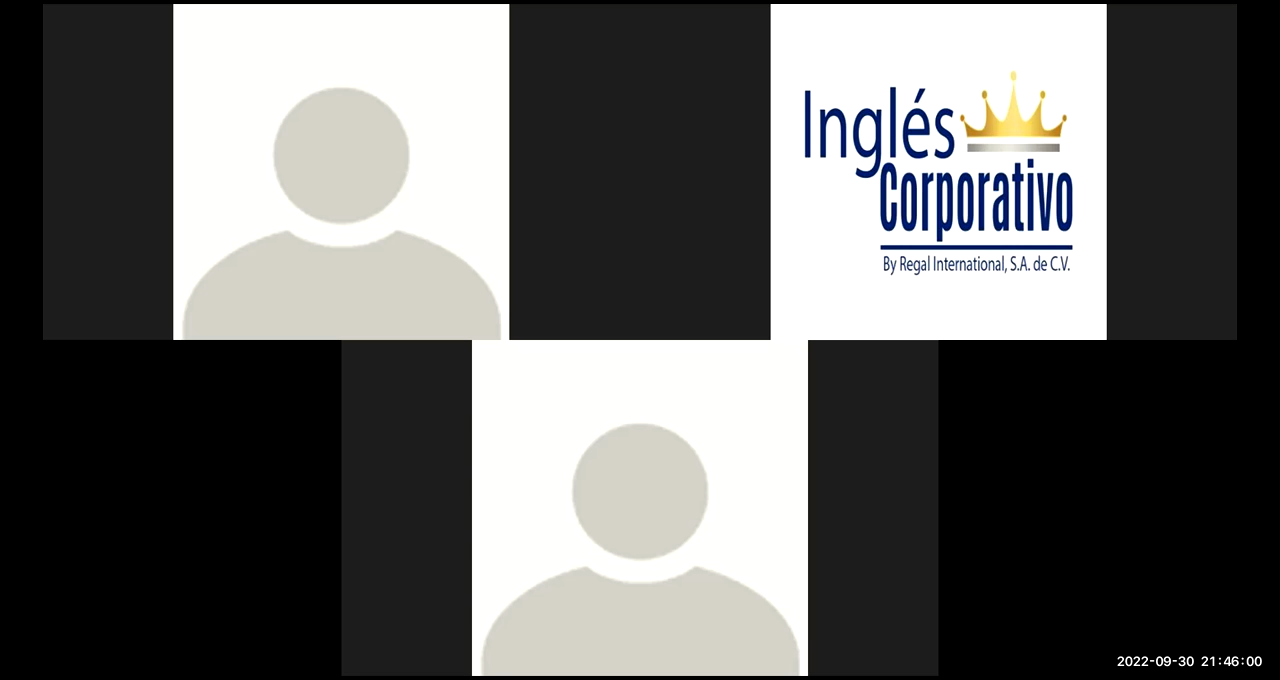 Inglés
Corporativo
By Regal International, S.A. de C.V.
2022-09-30 21:46:00